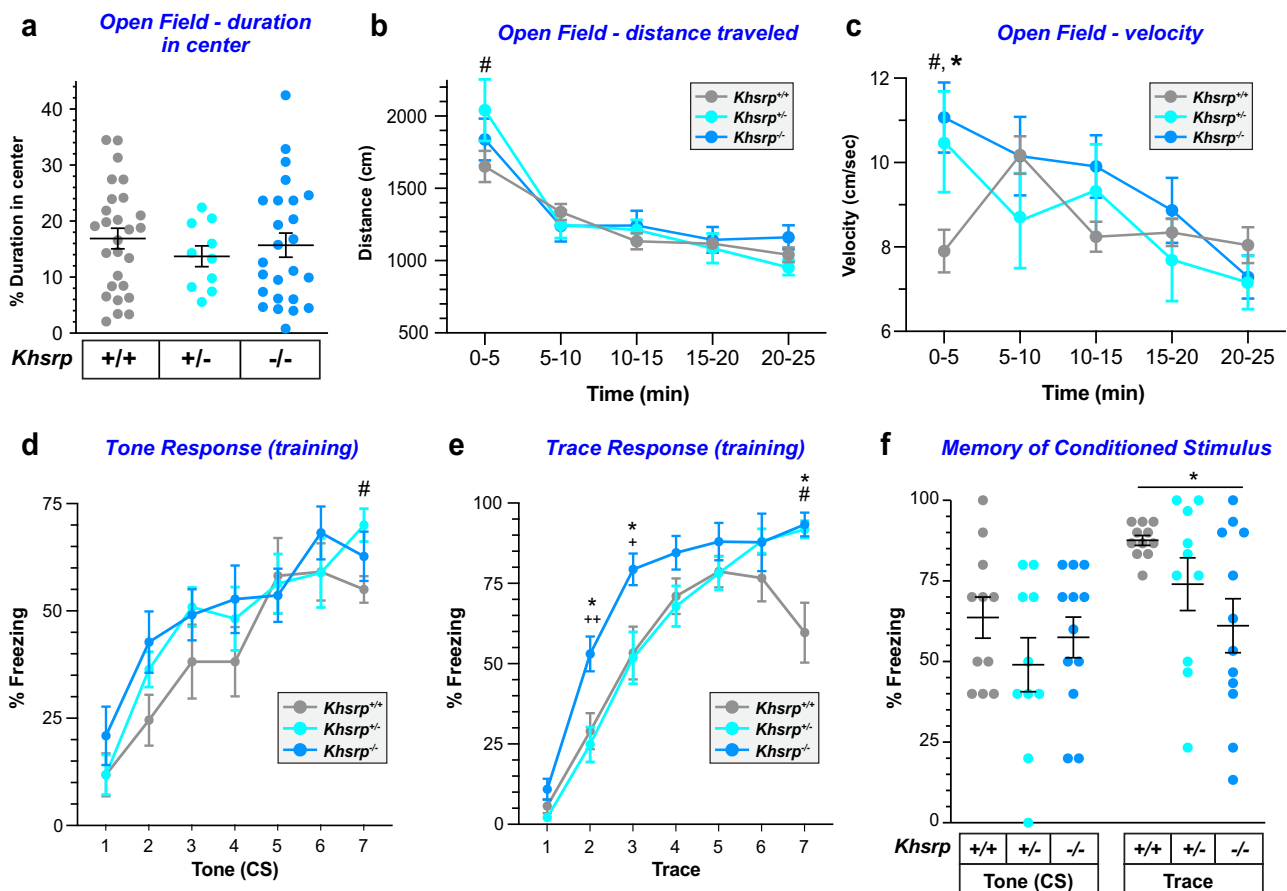 a
Open Field - duration
in center
% Duration in center
50
40
30
20
10
0
Khsrp +/+ +/- -/-
b
Open Field - distance traveled
#
Khsrp+/+
Khsrp+/-
Khsrp-/-
Distance (cm)
2000
1500
1000
500
0-5 5-10 10-15 15-20 20-25
Time (min)
c
Open Field - velocity
#, *
Khsrp+/+
Khsrp+/-
Khsrp-/-
Velocity (cm/sec)
12
10
8
6
0-5 5-10 10-15 15-20 20-25
Time (min)
d
Tone Response (training)
#
% Freezing
75
50
25
0
Khsrp+/+
Khsrp+/-
Khsrp-/-
1 2 3 4 5 6 7
Tone (CS)
e
Trace Response (training)
*
#
*
+
*
++
% Freezing
100
75
50
25
0
Khsrp+/+
Khsrp+/-
Khsrp-/-
1 2 3 4 5 6 7
Trace
f
Memory of Conditioned Stimulus
*
% Freezing
100
75
50
25
0
Khsrp +/+ +/- -/- +/+ +/- -/-
Tone (CS) Trace